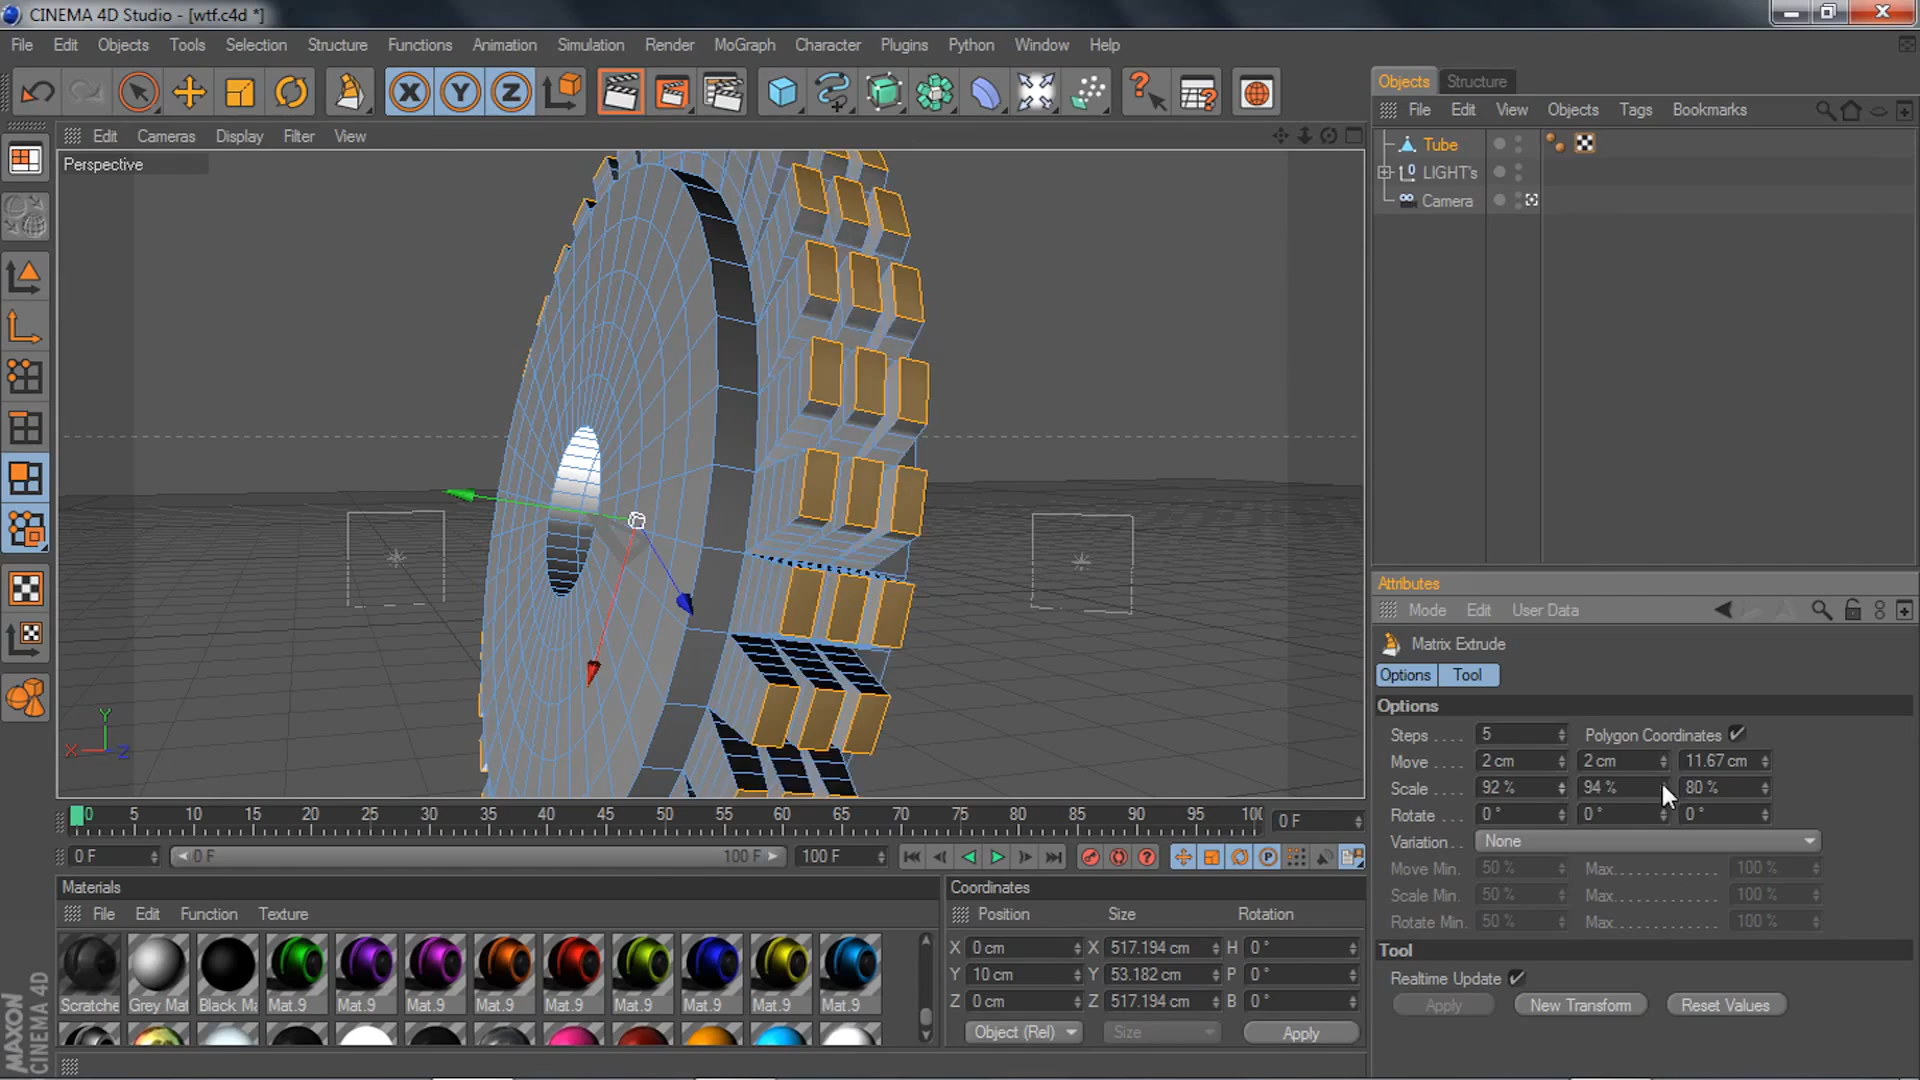 CINEMA 4D Studio - [wtf.c4d *]
File Edit Objects Tools Selection Structure Functions Animation Simulation Render MoGraph Character Plugins Python Window Help
X Y Z
Objects Structure
File Edit View Objects Tags Bookmarks
Edit Cameras Display Filter View
Perspective
Tube
LIGHT's
Camera
Y
X Z
Attributes
Mode Edit User Data
Matrix Extrude
Options Tool
Options
Steps . . . . 5 Polygon Coordinates
Move . . . . 2 cm 2 cm 11.67 cm
Scale . . . . 92 % 94 % 80 %
Rotate . . . 0 ° 0 ° 0 °
Variation. . None
Move Min. 50 % Max. 100 %
Scale Min. 50 % Max. 100 %
Rotate Min. 50 % Max. 100 %
Tool
Realtime Update
Apply New Transform Reset Values
0 5 10 15 20 25 30 35 40 45 50 55 60 65 70 75 80 85 90 95 10( 0 F
0 F 0 F 100 F 100 F
Materials
File Edit Function Texture
Scratche Grey Mat Black Ma Mat.9 Mat.9 Mat.9 Mat.9 Mat.9 Mat.9 Mat.9 Mat.9 Mat.9
Coordinates
Position Size Rotation
X 0 cm X 517.194 cm H 0 °
Y 10 cm Y 53.182 cm P 0 °
Z 0 cm Z 517.194 cm B 0 °
Object (Rel) Size Apply
MAXON
CINEMA 4D